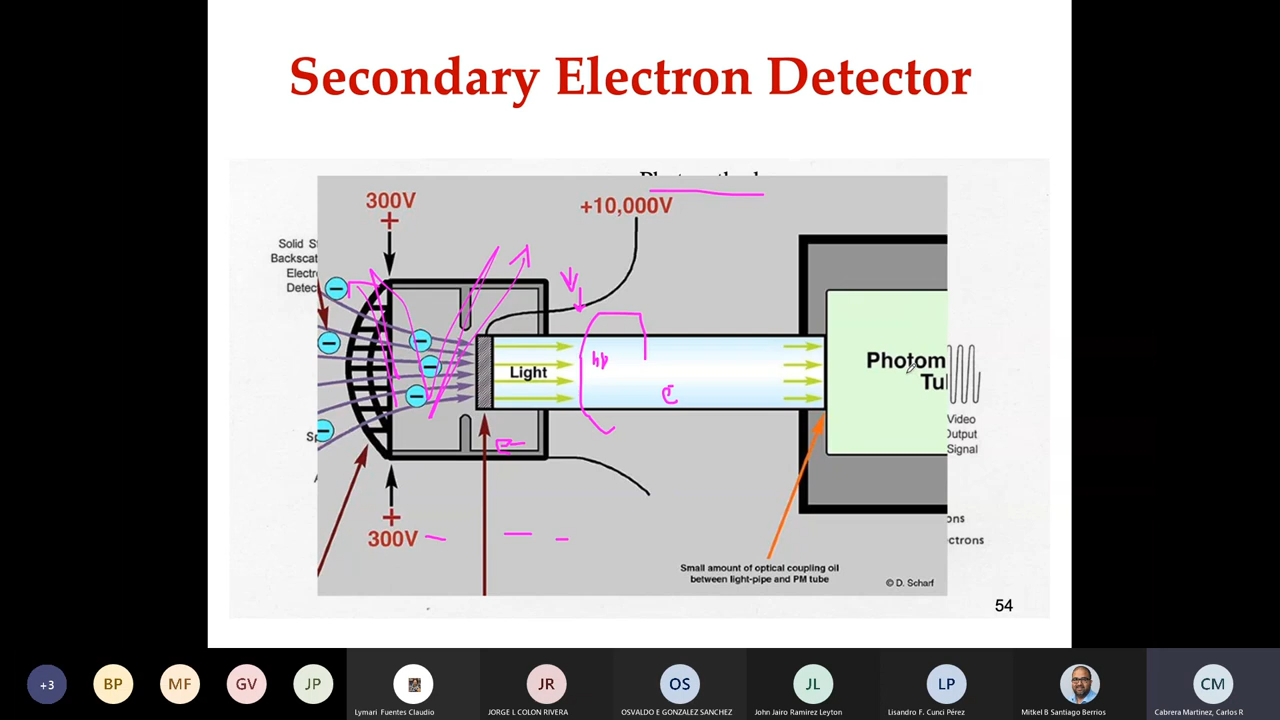 Secondary Electron Detector
300V
+
+10,000V
Solid St
Backscat
Electro
Detec
hν
Light
e⁻
Photom
Tu
Sp
A
e⁻
Video
Output
Signal
+
300V
ons
ectrons
Small amount of optical coupling oil
between light-pipe and PM tube
© D. Scharf
54
+3
BP
MF
GV
JP
Lymari Fuentes Claudio
JR
JORGE L COLON RIVERA
OS
OSVALDO E GONZALEZ SANCHEZ
JL
John Jairo Ramirez Leyton
LP
Lisandro F. Cunci Pérez
Mitkel B Santiago Berrios
CM
Cabrera Martinez, Carlos R